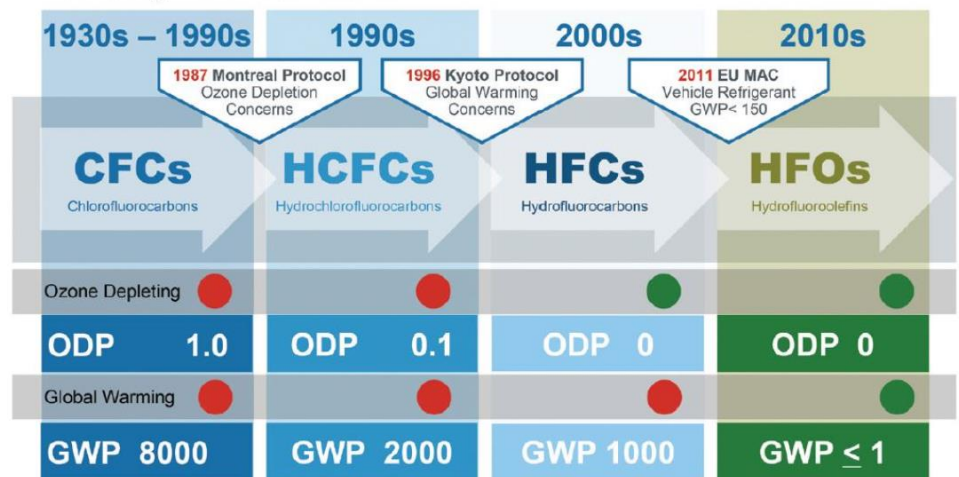 1930s – 1990s
1990s
2000s
2010s
1987 Montreal Protocol
Ozone Depletion
Concerns
1996 Kyoto Protocol
Global Warming
Concerns
2011 EU MAC
Vehicle Refrigerant
GWP< 150
CFCs
Chlorofluorocarbons
HCFCs
Hydrochlorofluorocarbons
HFCs
Hydrofluorocarbons
HFOs
Hydrofluoroolefins
Ozone Depleting
ODP 1.0
ODP 0.1
ODP 0
ODP 0
Global Warming
GWP 8000
GWP 2000
GWP 1000
GWP ≤ 1